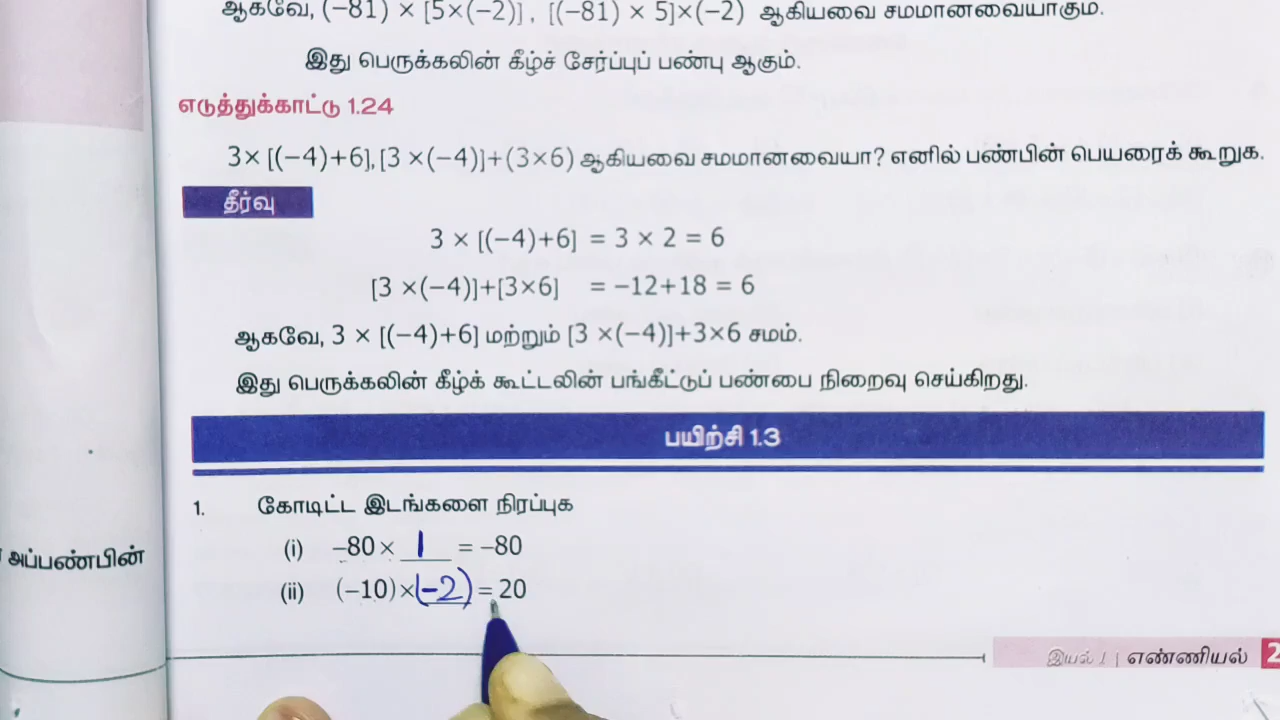 ஆகவே, (−81) × [5×(−2)], [(−81) × 5]×(−2) ஆகியவை சமமானவையாகும்.
இது பெருக்கலின் கீழ்ச் சேர்ப்புப் பண்பு ஆகும்.
எடுத்துக்காட்டு 1.24
3× [(−4)+6], [3 ×(−4)]+(3×6) ஆகியவை சமமானவையா? எனில் பண்பின் பெயரைக் கூறுக.
தீர்வு
3 × [(−4)+6] = 3 × 2 = 6
[3 ×(−4)]+[3×6] = −12+18 = 6
ஆகவே, 3 × [(−4)+6] மற்றும் [3 ×(−4)]+3×6 சமம்.
இது பெருக்கலின் கீழ்க் கூட்டலின் பங்கீட்டுப் பண்பை நிறைவு செய்கிறது.
பயிற்சி 1.3
1. கோடிட்ட இடங்களை நிரப்புக
(i) −80 × 1 = −80
அப்பண்பின்
(ii) (−10)×(−2) = 20
இயல் 1 | எண்ணியல் 2